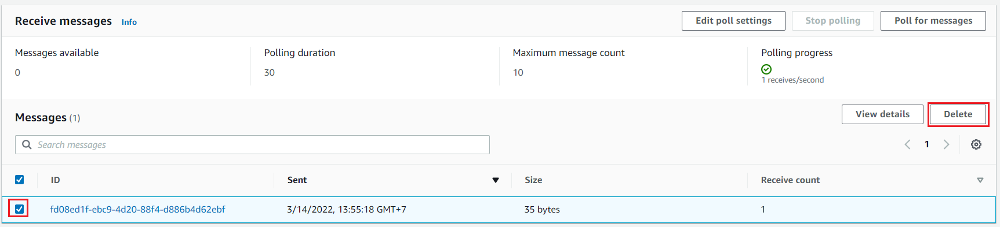 Receive messages Info Edit poll settings Stop polling Poll for messages
Messages available Polling duration Maximum message count Polling progress
0 30 10
1 receives/second
Messages (1) View details Delete
Search messages 1
ID Sent Size Receive count
fd08ed1f-ebc9-4d20-88f4-d886b4d62ebf 3/14/2022, 13:55:18 GMT+7 35 bytes 1